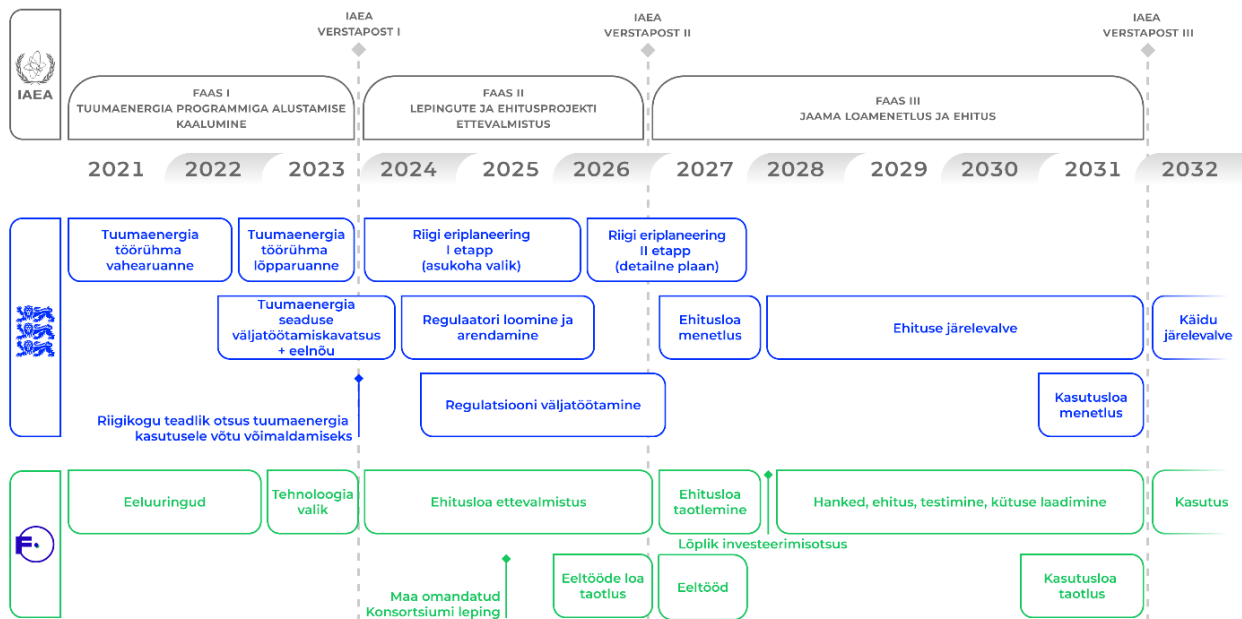 IAEA
VERSTAPOST I
IAEA
VERSTAPOST II
IAEA
VERSTAPOST III
IAEA
FAAS I
TUUMAENERGIA PROGRAMMIGA ALUSTAMISE
KAALUMINE
FAAS II
LEPINGUTE JA EHITUSPROJEKTI
ETTEVALMISTUS
FAAS III
JAAMA LOAMENETLUS JA EHITUS
2021 2022 2023 2024 2025 2026 2027 2028 2029 2030 2031 2032
Tuumaenergia
töörühma
vahearuanne
Tuumaenergia
töörühma
lõpparuanne
Riigi eriplaneering
I etapp
(asukoha valik)
Riigi eriplaneering
II etapp
(detailne plaan)
Tuumaenergia
seaduse
väljatöötamiskavatsus
+ eelnõu
Regulaatori loomine ja
arendamine
Ehitusloa
menetlus
Ehituse järelevalve
Käidu
järelevalve
Riigikogu teadlik otsus tuumaenergia
kasutusele võtu võimaldamiseks
Regulatsiooni väljatöötamine
Kasutusloa
menetlus
F
Eeluuringud
Tehnoloogia
valik
Ehitusloa ettevalmistus
Ehitusloa
taotlemine
Hanked, ehitus, testimine, kütuse laadimine
Kasutus
Lõplik investeerimisotsus
Maa omandatud
Konsortsiumi leping
Eeltööde loa
taotlus
Eeltööd
Kasutusloa
taotlus